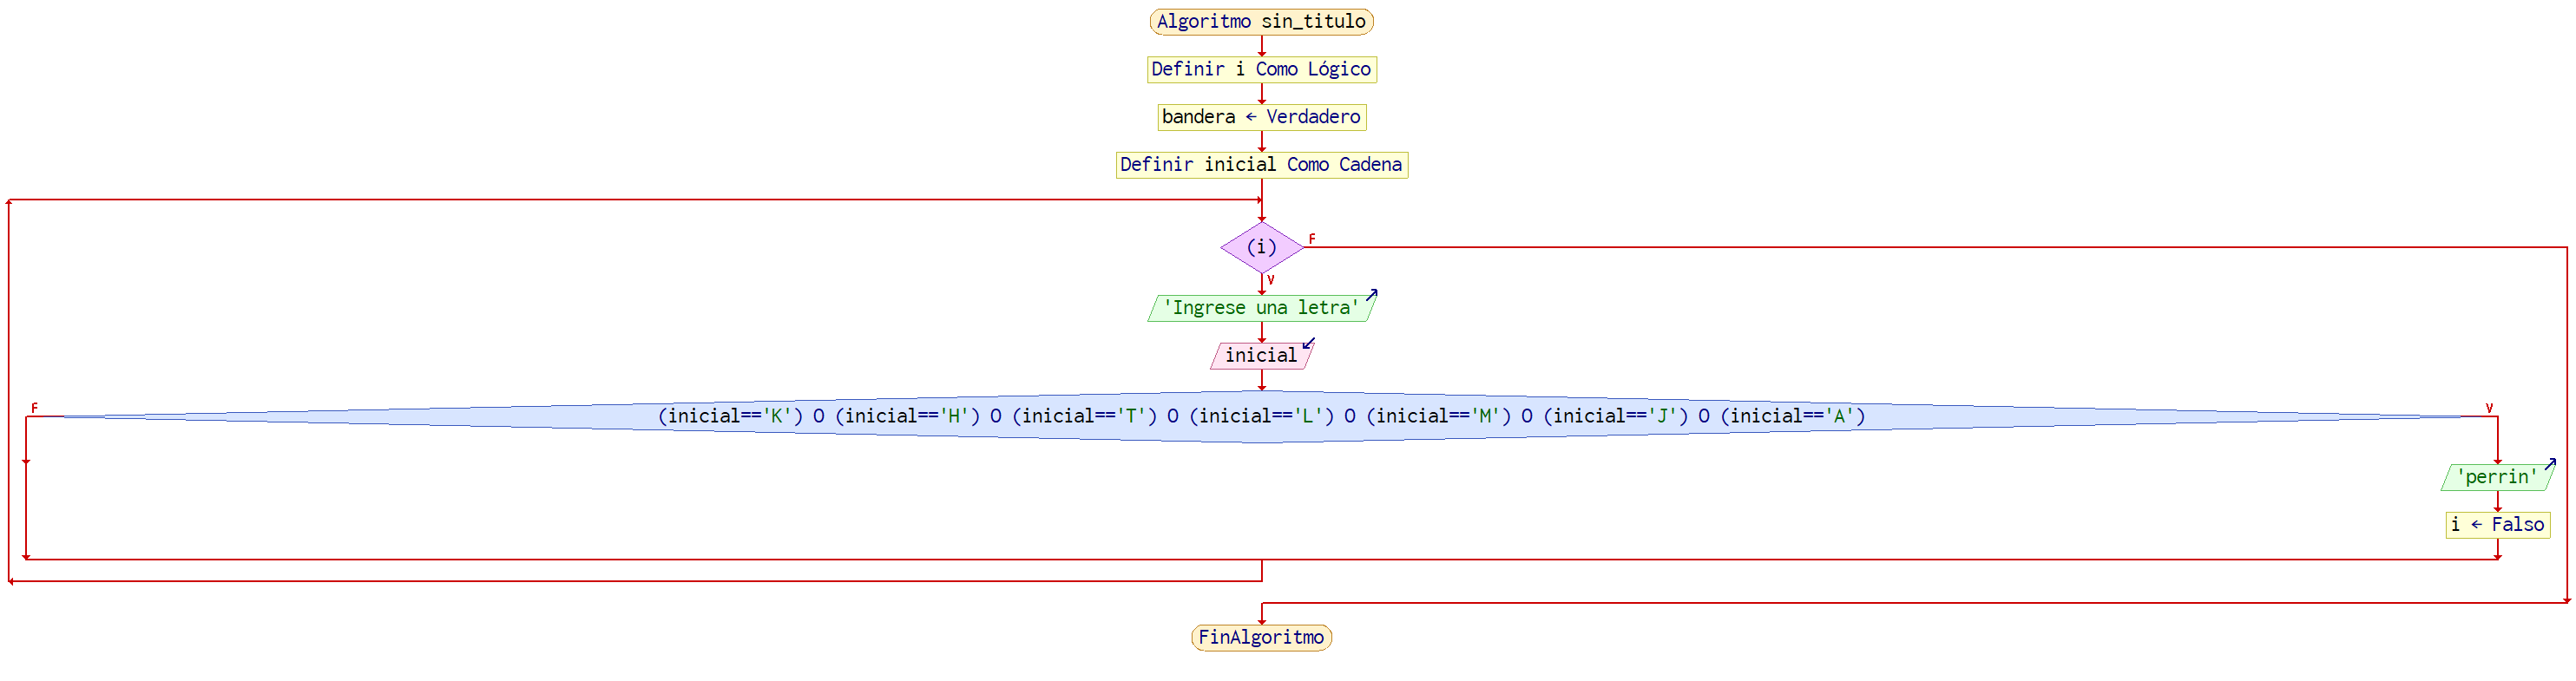 Algoritmo sin_titulo
Definir i Como Lógico
bandera ← Verdadero
Definir inicial Como Cadena
(i)
F
V
'Ingrese una letra'
inicial
F
(inicial=='K') O (inicial=='H') O (inicial=='T') O (inicial=='L') O (inicial=='M') O (inicial=='J') O (inicial=='A')
V
'perrin'
i ← Falso
FinAlgoritmo